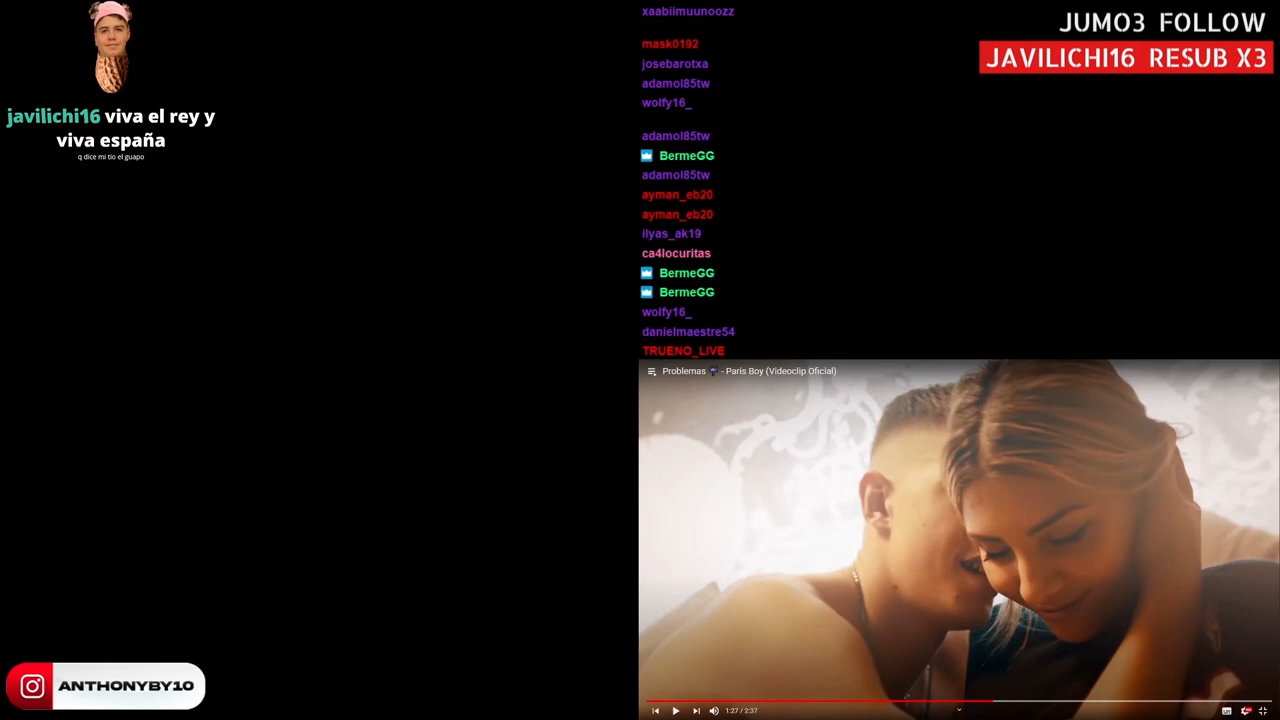 javilichi16 viva el rey y
viva españa
q dice mi tio el guapo
xaabiimuunoozz
mask0192
josebarotxa
adamol85tw
wolfy16_
adamol85tw
BermeGG
adamol85tw
ayman_eb20
ayman_eb20
ilyas_ak19
ca4locuritas
BermeGG
BermeGG
wolfy16_
danielmaestre54
TRUENO_LIVE
JUMO3 FOLLOW
JAVILICHI16 RESUB X3
Problemas - Paris Boy (Videoclip Oficial)
1:27 / 2:37
ANTHONYBY10